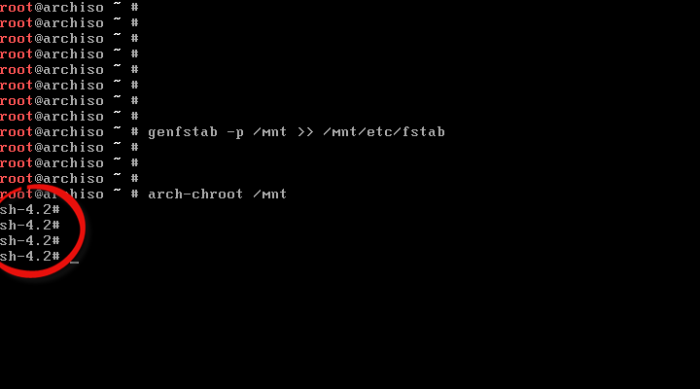 root@archiso ~ #
root@archiso ~ #
root@archiso ~ #
root@archiso ~ #
root@archiso ~ #
root@archiso ~ #
root@archiso ~ #
root@archiso ~ #
root@archiso ~ # genfstab -p /mnt >> /mnt/etc/fstab
root@archiso ~ #
root@archiso ~ #
root@archiso ~ #
root@archiso ~ # arch-chroot /mnt
sh-4.2#
sh-4.2#
sh-4.2#
sh-4.2# _